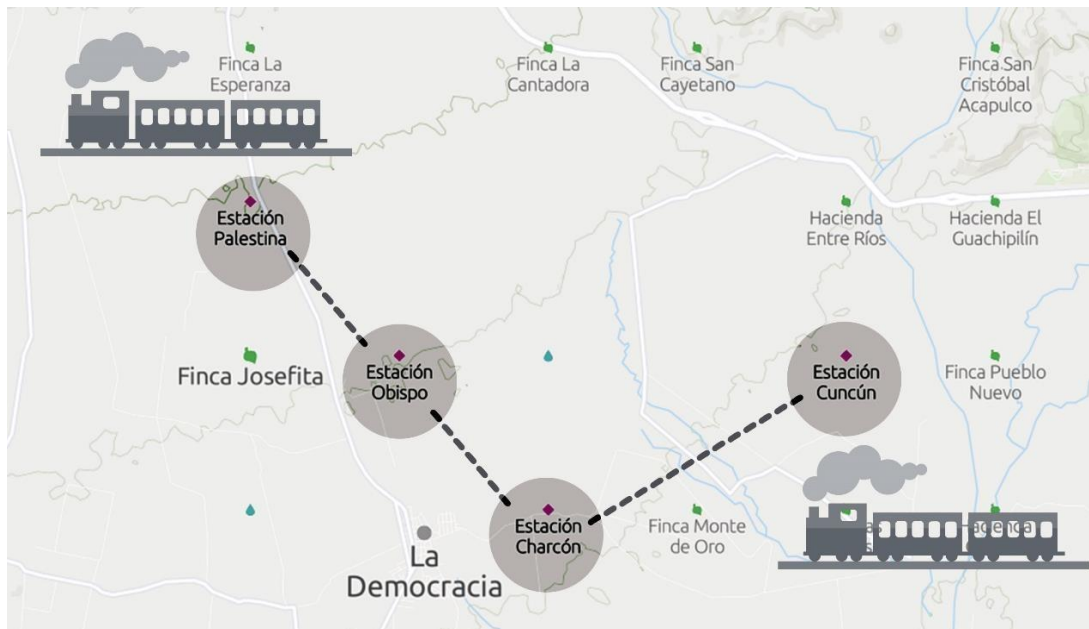 Finca La
Esperanza
Finca La
Cantadora
Finca San
Cayetano
Finca San
Cristóbal
Acapulco
Estación
Palestina
Hacienda
Entre Ríos
Hacienda El
Guachipilín
Finca Josefita
Estación
Obispo
Estación
Cuncún
Finca Pueblo
Nuevo
La
Democracia
Estación
Charcón
Finca Monte
de Oro
Hacienda